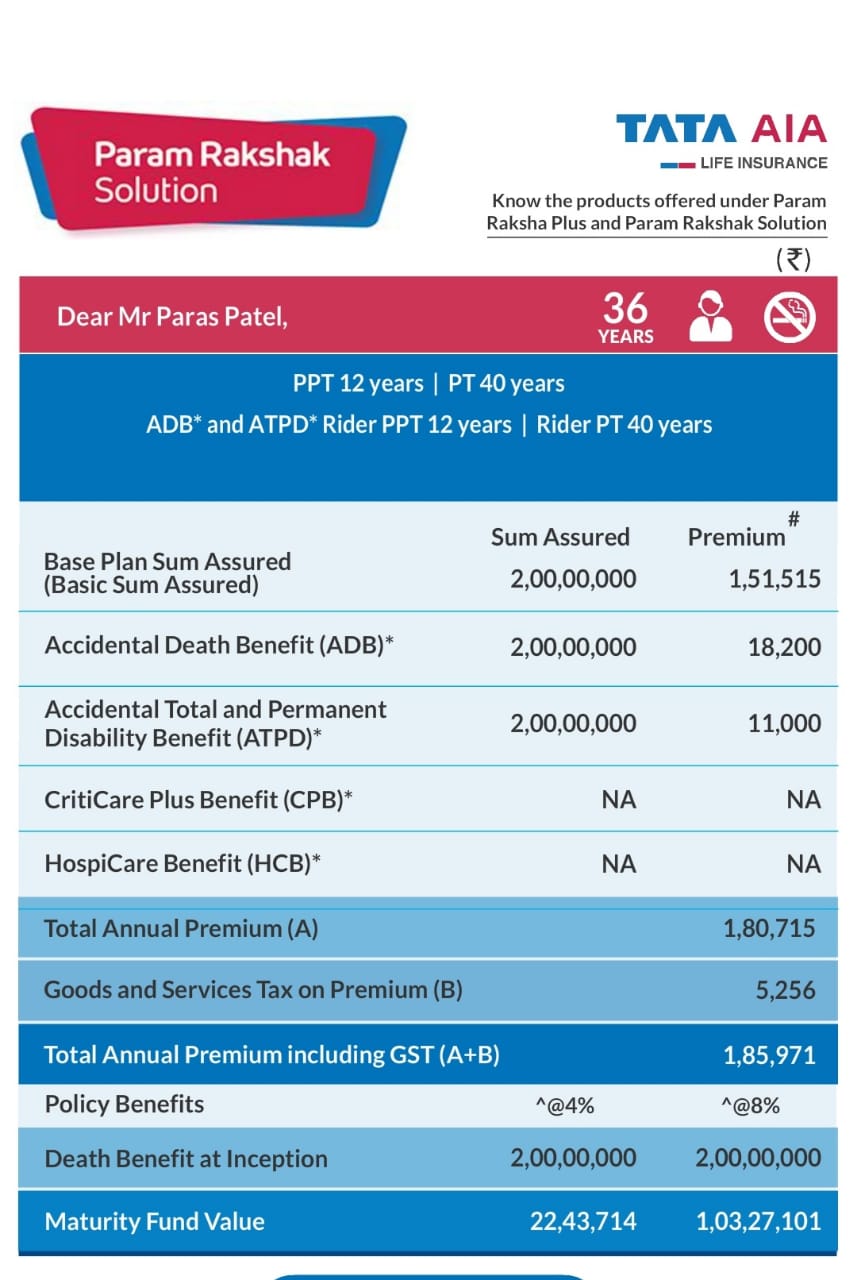 Param Rakshak
Solution
TATA AIA
LIFE INSURANCE
Know the products offered under Param
Raksha Plus and Param Rakshak Solution
(₹)
Dear Mr Paras Patel,
36
YEARS
PPT 12 years | PT 40 years
ADB* and ATPD* Rider PPT 12 years | Rider PT 40 years
Sum Assured Premium#
Base Plan Sum Assured
(Basic Sum Assured) 2,00,00,000 1,51,515
Accidental Death Benefit (ADB)* 2,00,00,000 18,200
Accidental Total and Permanent
Disability Benefit (ATPD)* 2,00,00,000 11,000
CritiCare Plus Benefit (CPB)* NA NA
HospiCare Benefit (HCB)* NA NA
Total Annual Premium (A) 1,80,715
Goods and Services Tax on Premium (B) 5,256
Total Annual Premium including GST (A+B) 1,85,971
Policy Benefits ^@4% ^@8%
Death Benefit at Inception 2,00,00,000 2,00,00,000
Maturity Fund Value 22,43,714 1,03,27,101